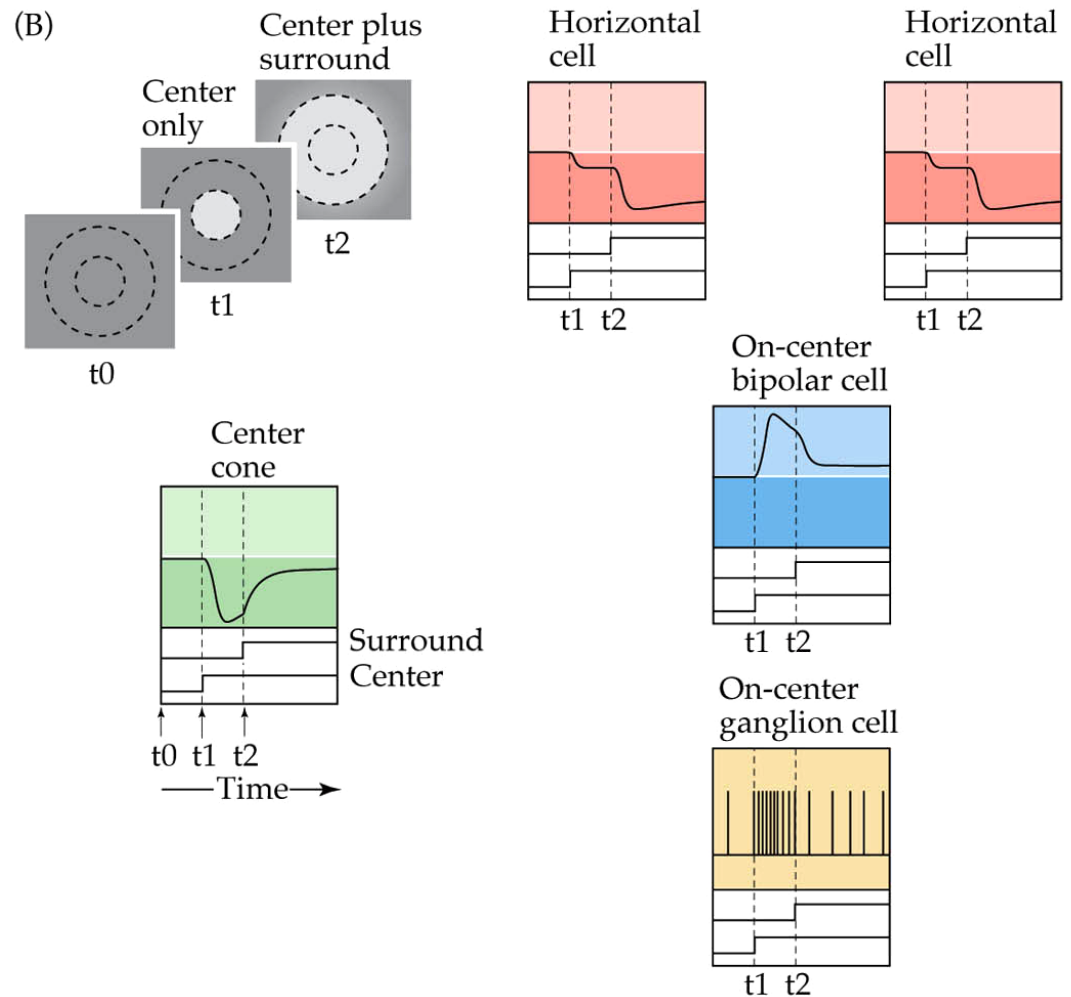 (B)
Center plus
surround
Center
only
t0
t1
t2
Horizontal
cell
t1 t2
Horizontal
cell
t1 t2
On-center
bipolar cell
t1 t2
Center
cone
Surround
Center
t0 t1 t2
Time
On-center
ganglion cell
t1 t2